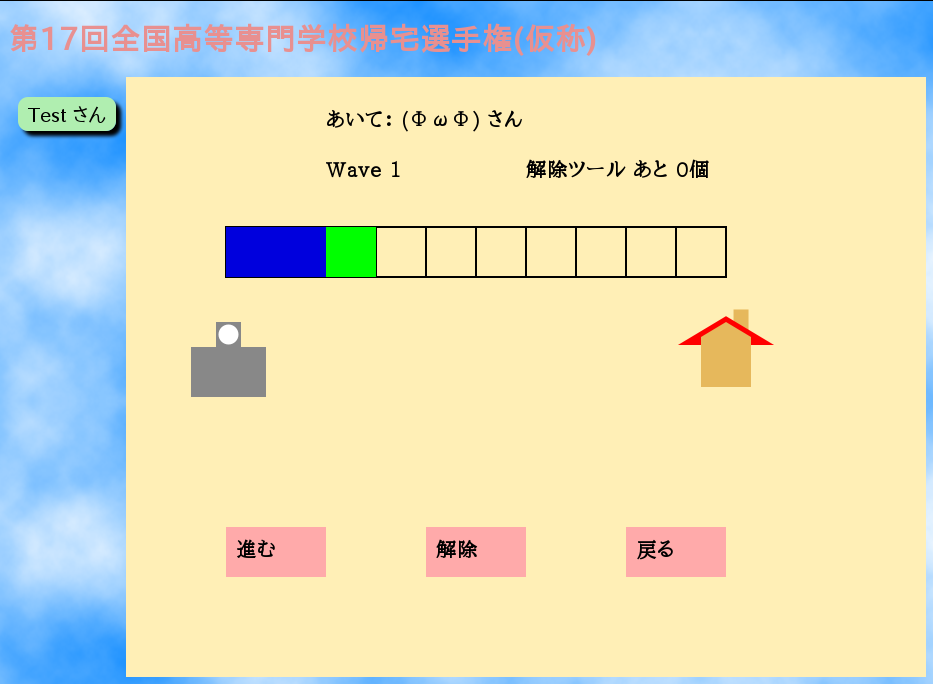 第17回全国高等専門学校帰宅選手権(仮称)
Test さん
あいて: (ΦωΦ) さん
Wave 1 解除ツール あと 0個
進む 解除 戻る